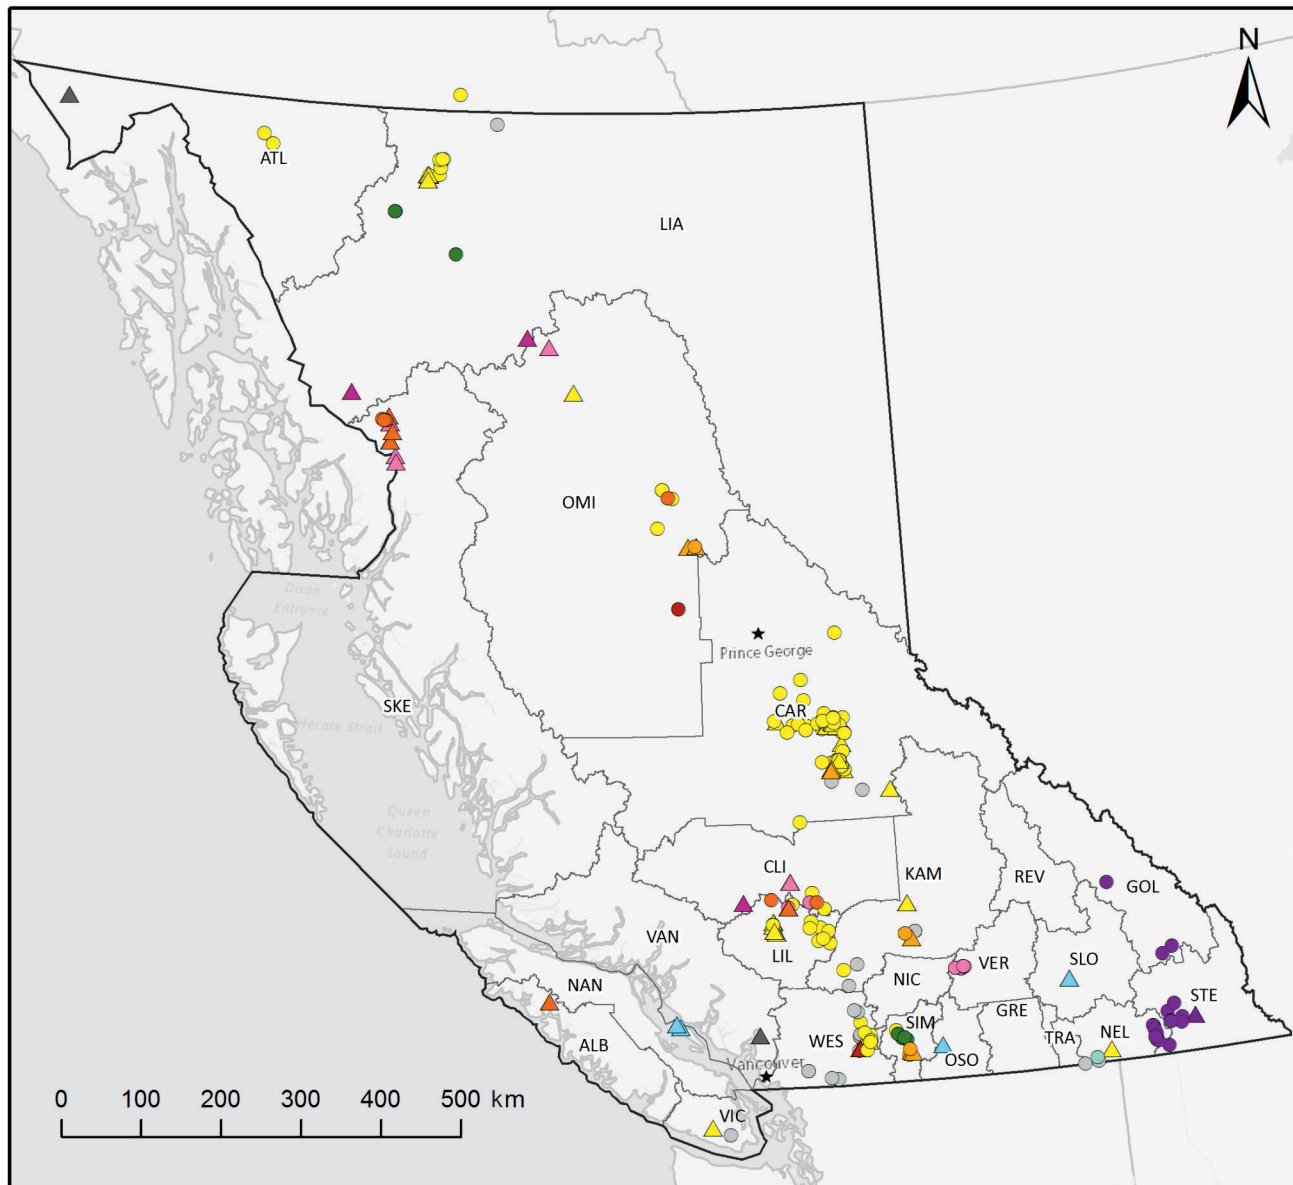 N
ATL
LIA
OMI
Dixon
Entrance
Prince George
SKE
CAR
Hecate Strait
Queen
Charlotte
Sound
CLI
KAM
REV
GOL
VAN
LIL
NIC
VER
SLO
NAN
STE
ALB
WES
SIM
GRE
OSO
TRA
NEL
Vancouver
0 100 200 300 400 500 km
VIC